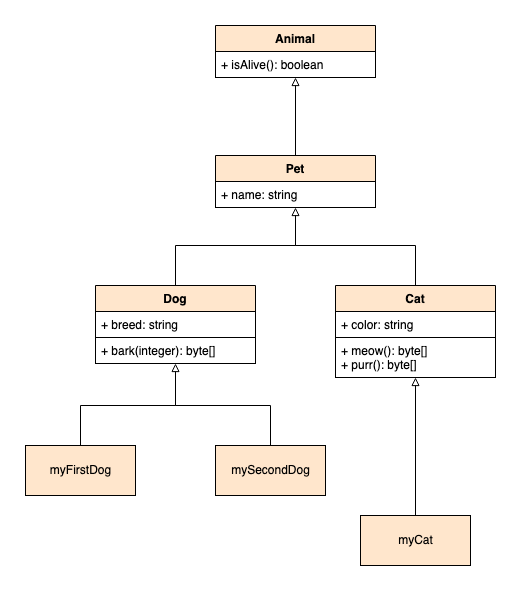 Animal
+ isAlive(): boolean
Pet
+ name: string
Dog
+ breed: string
+ bark(integer): byte[]
Cat
+ color: string
+ meow(): byte[]
+ purr(): byte[]
myFirstDog
mySecondDog
myCat